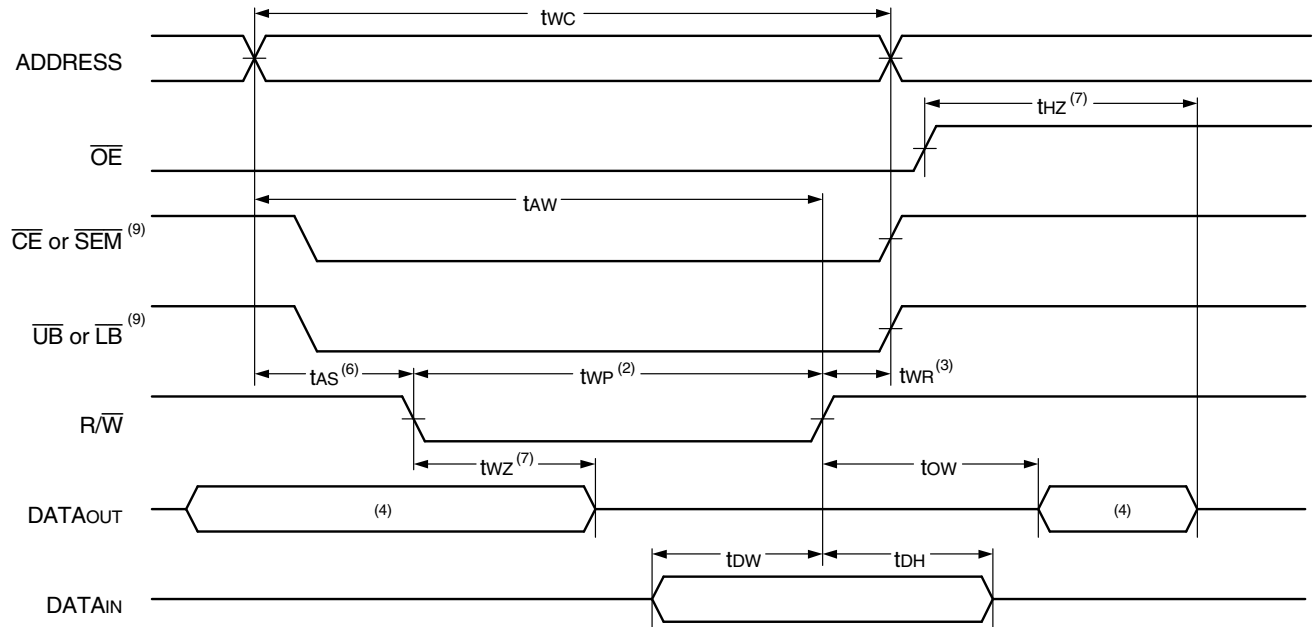 tWC
ADDRESS
tHZ (7)
OE
tAW
CE or SEM (9)
UB or LB (9)
tAS (6) tWP (2) tWR (3)
R/W
tWZ (7) tOW
DATAOUT (4) (4)
tDW tDH
DATAIN